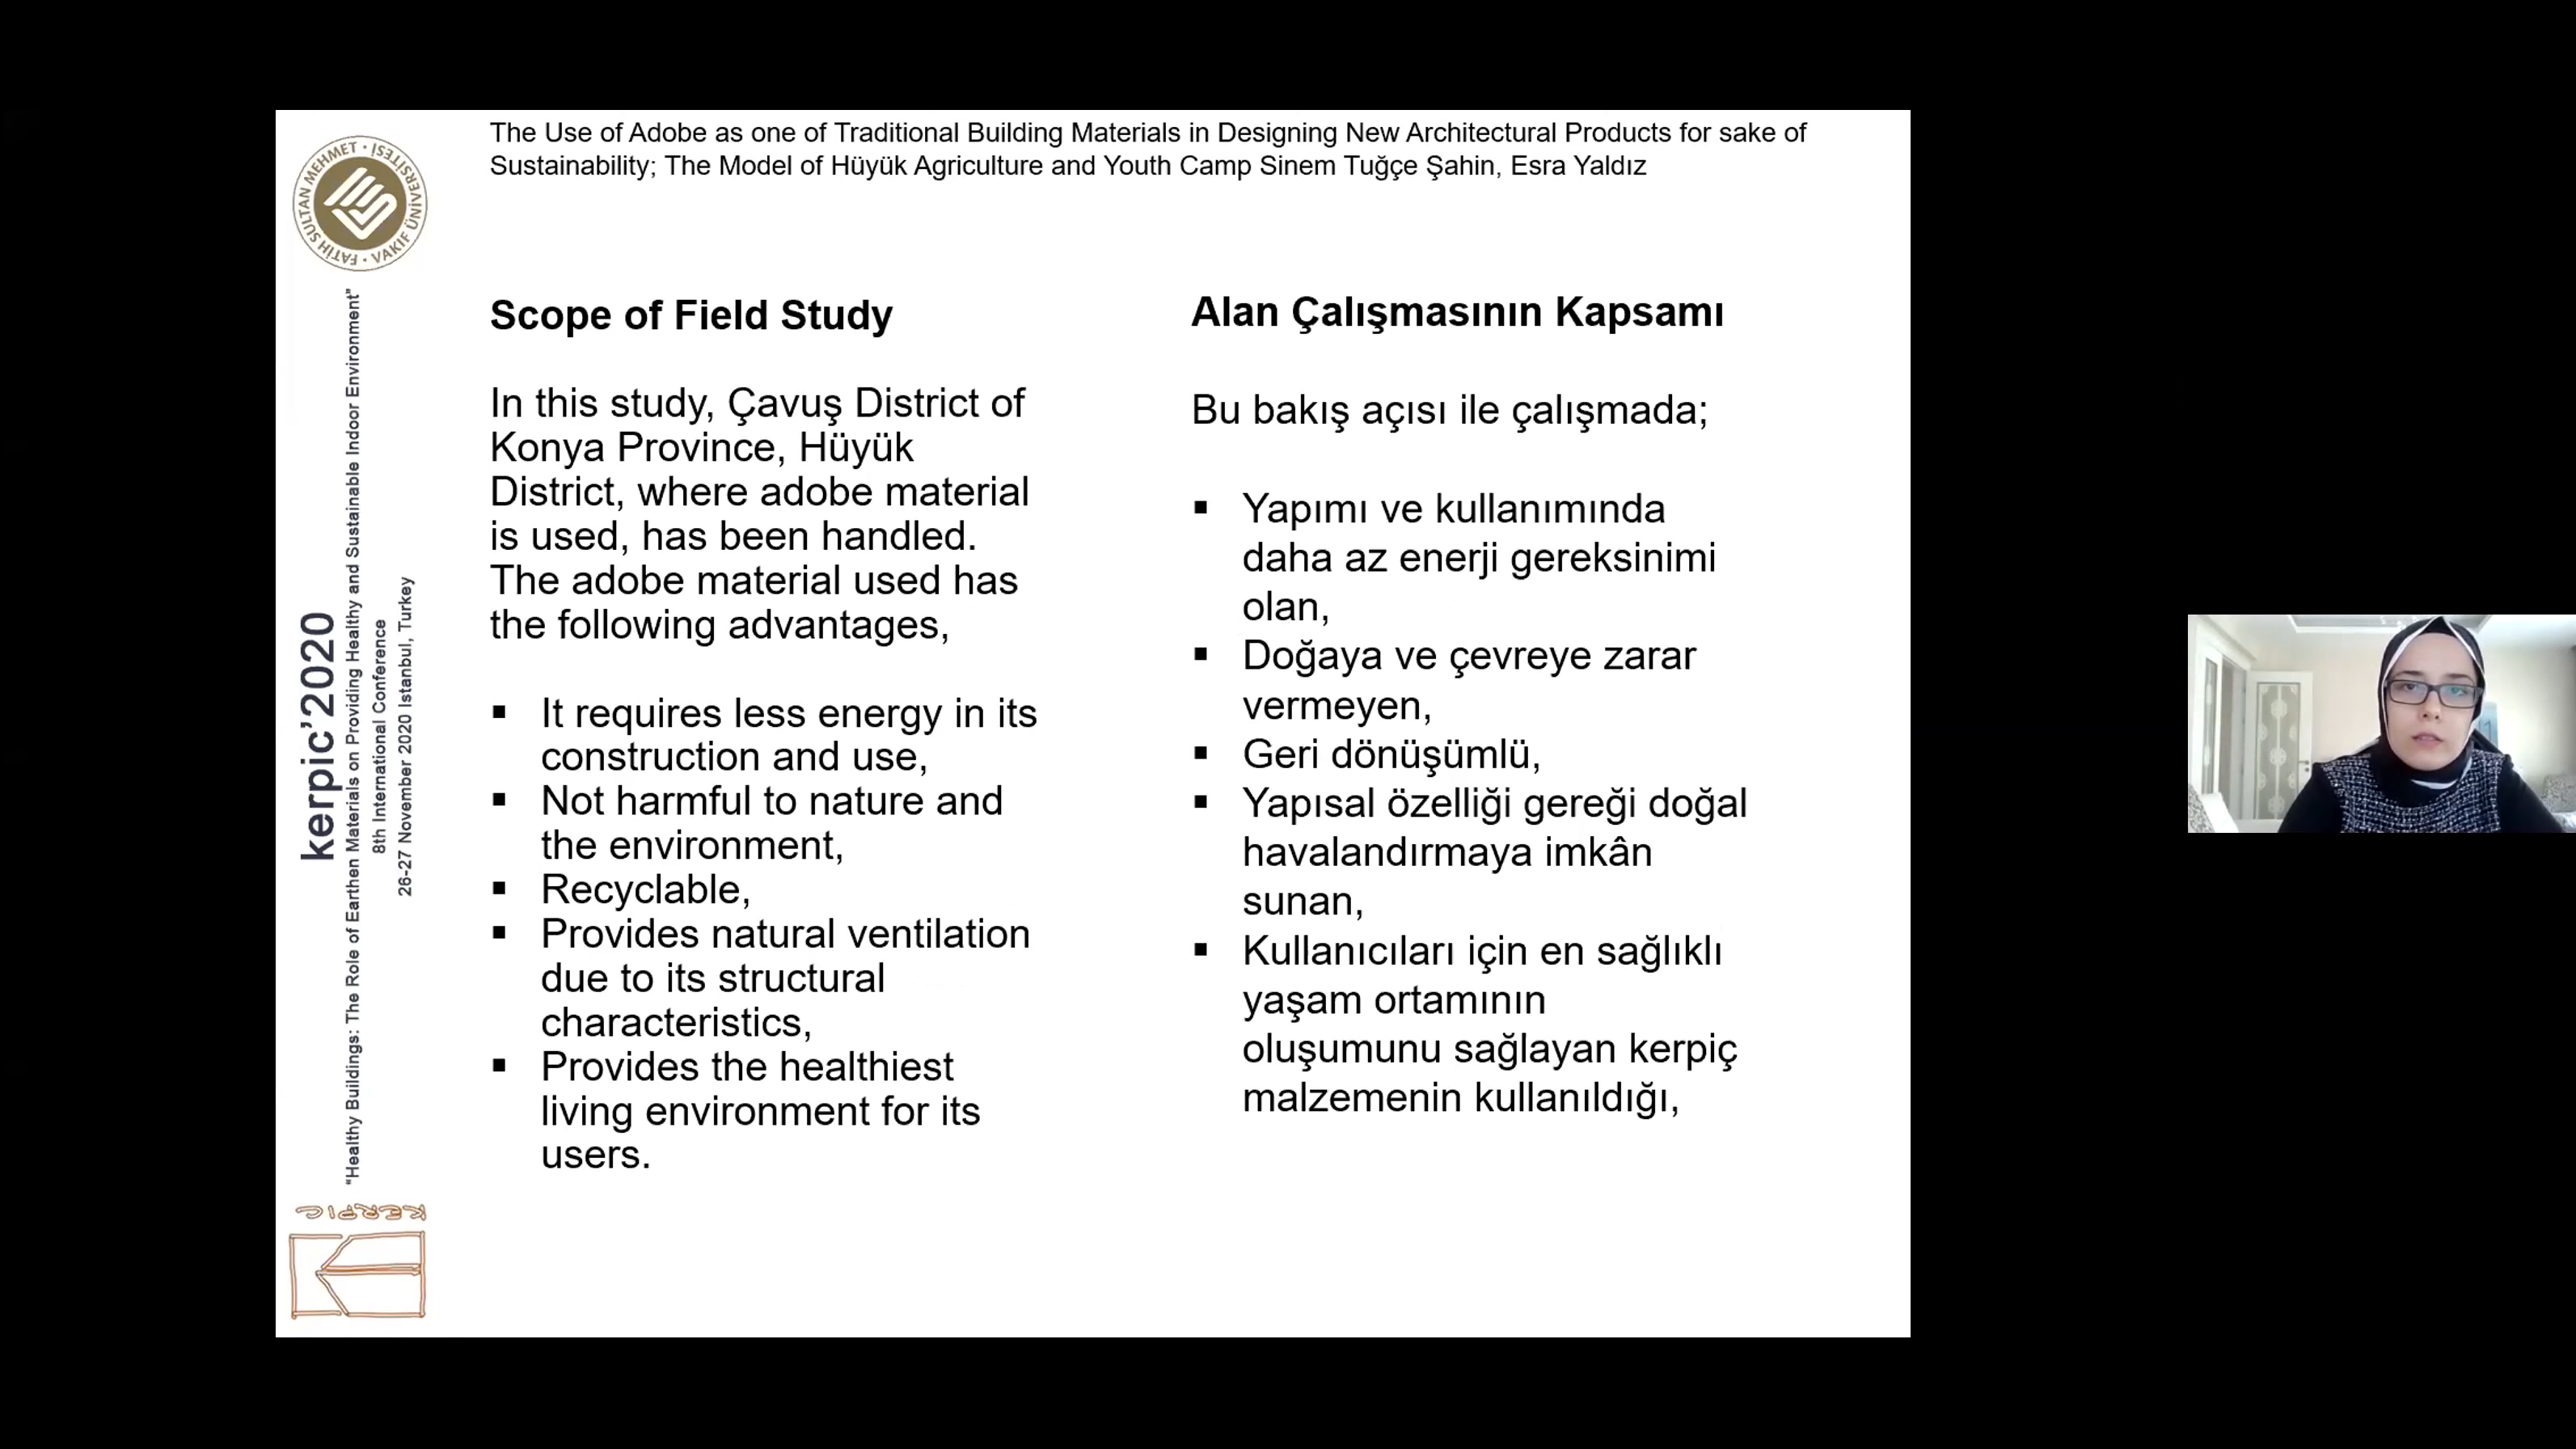 The Use of Adobe as one of Traditional Building Materials in Designing New Architectural Products for sake of
Sustainability; The Model of Hüyük Agriculture and Youth Camp Sinem Tuğçe Şahin, Esra Yaldız
FATİH SULTAN MEHMET • VAKIF ÜNİVERSİTESİ •
kerpic’2020
“Healthy Buildings: The Role of Earthen Materials on Providing Healthy and Sustainable Indoor Environment”
8th International Conference
26-27 November 2020 Istanbul, Turkey
KERPIC
Scope of Field Study
In this study, Çavuş District of
Konya Province, Hüyük
District, where adobe material
is used, has been handled.
The adobe material used has
the following advantages,
▪ It requires less energy in its
construction and use,
▪ Not harmful to nature and
the environment,
▪ Recyclable,
▪ Provides natural ventilation
due to its structural
characteristics,
▪ Provides the healthiest
living environment for its
users.
Alan Çalışmasının Kapsamı
Bu bakış açısı ile çalışmada;
▪ Yapımı ve kullanımında
daha az enerji gereksinimi
olan,
▪ Doğaya ve çevreye zarar
vermeyen,
▪ Geri dönüşümlü,
▪ Yapısal özelliği gereği doğal
havalandırmaya imkân
sunan,
▪ Kullanıcıları için en sağlıklı
yaşam ortamının
oluşumunu sağlayan kerpiç
malzemenin kullanıldığı,